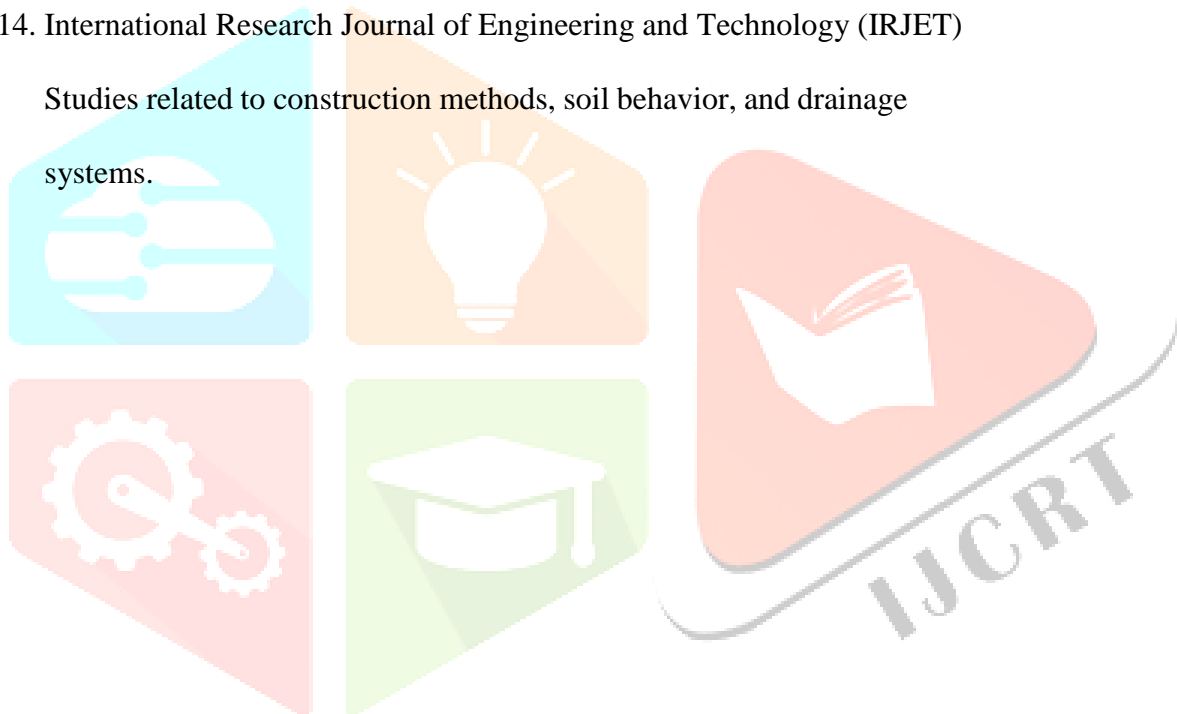 14. International Research Journal of Engineering and Technology (IRJET)
Studies related to construction methods, soil behavior, and drainage
systems.
IJCRT